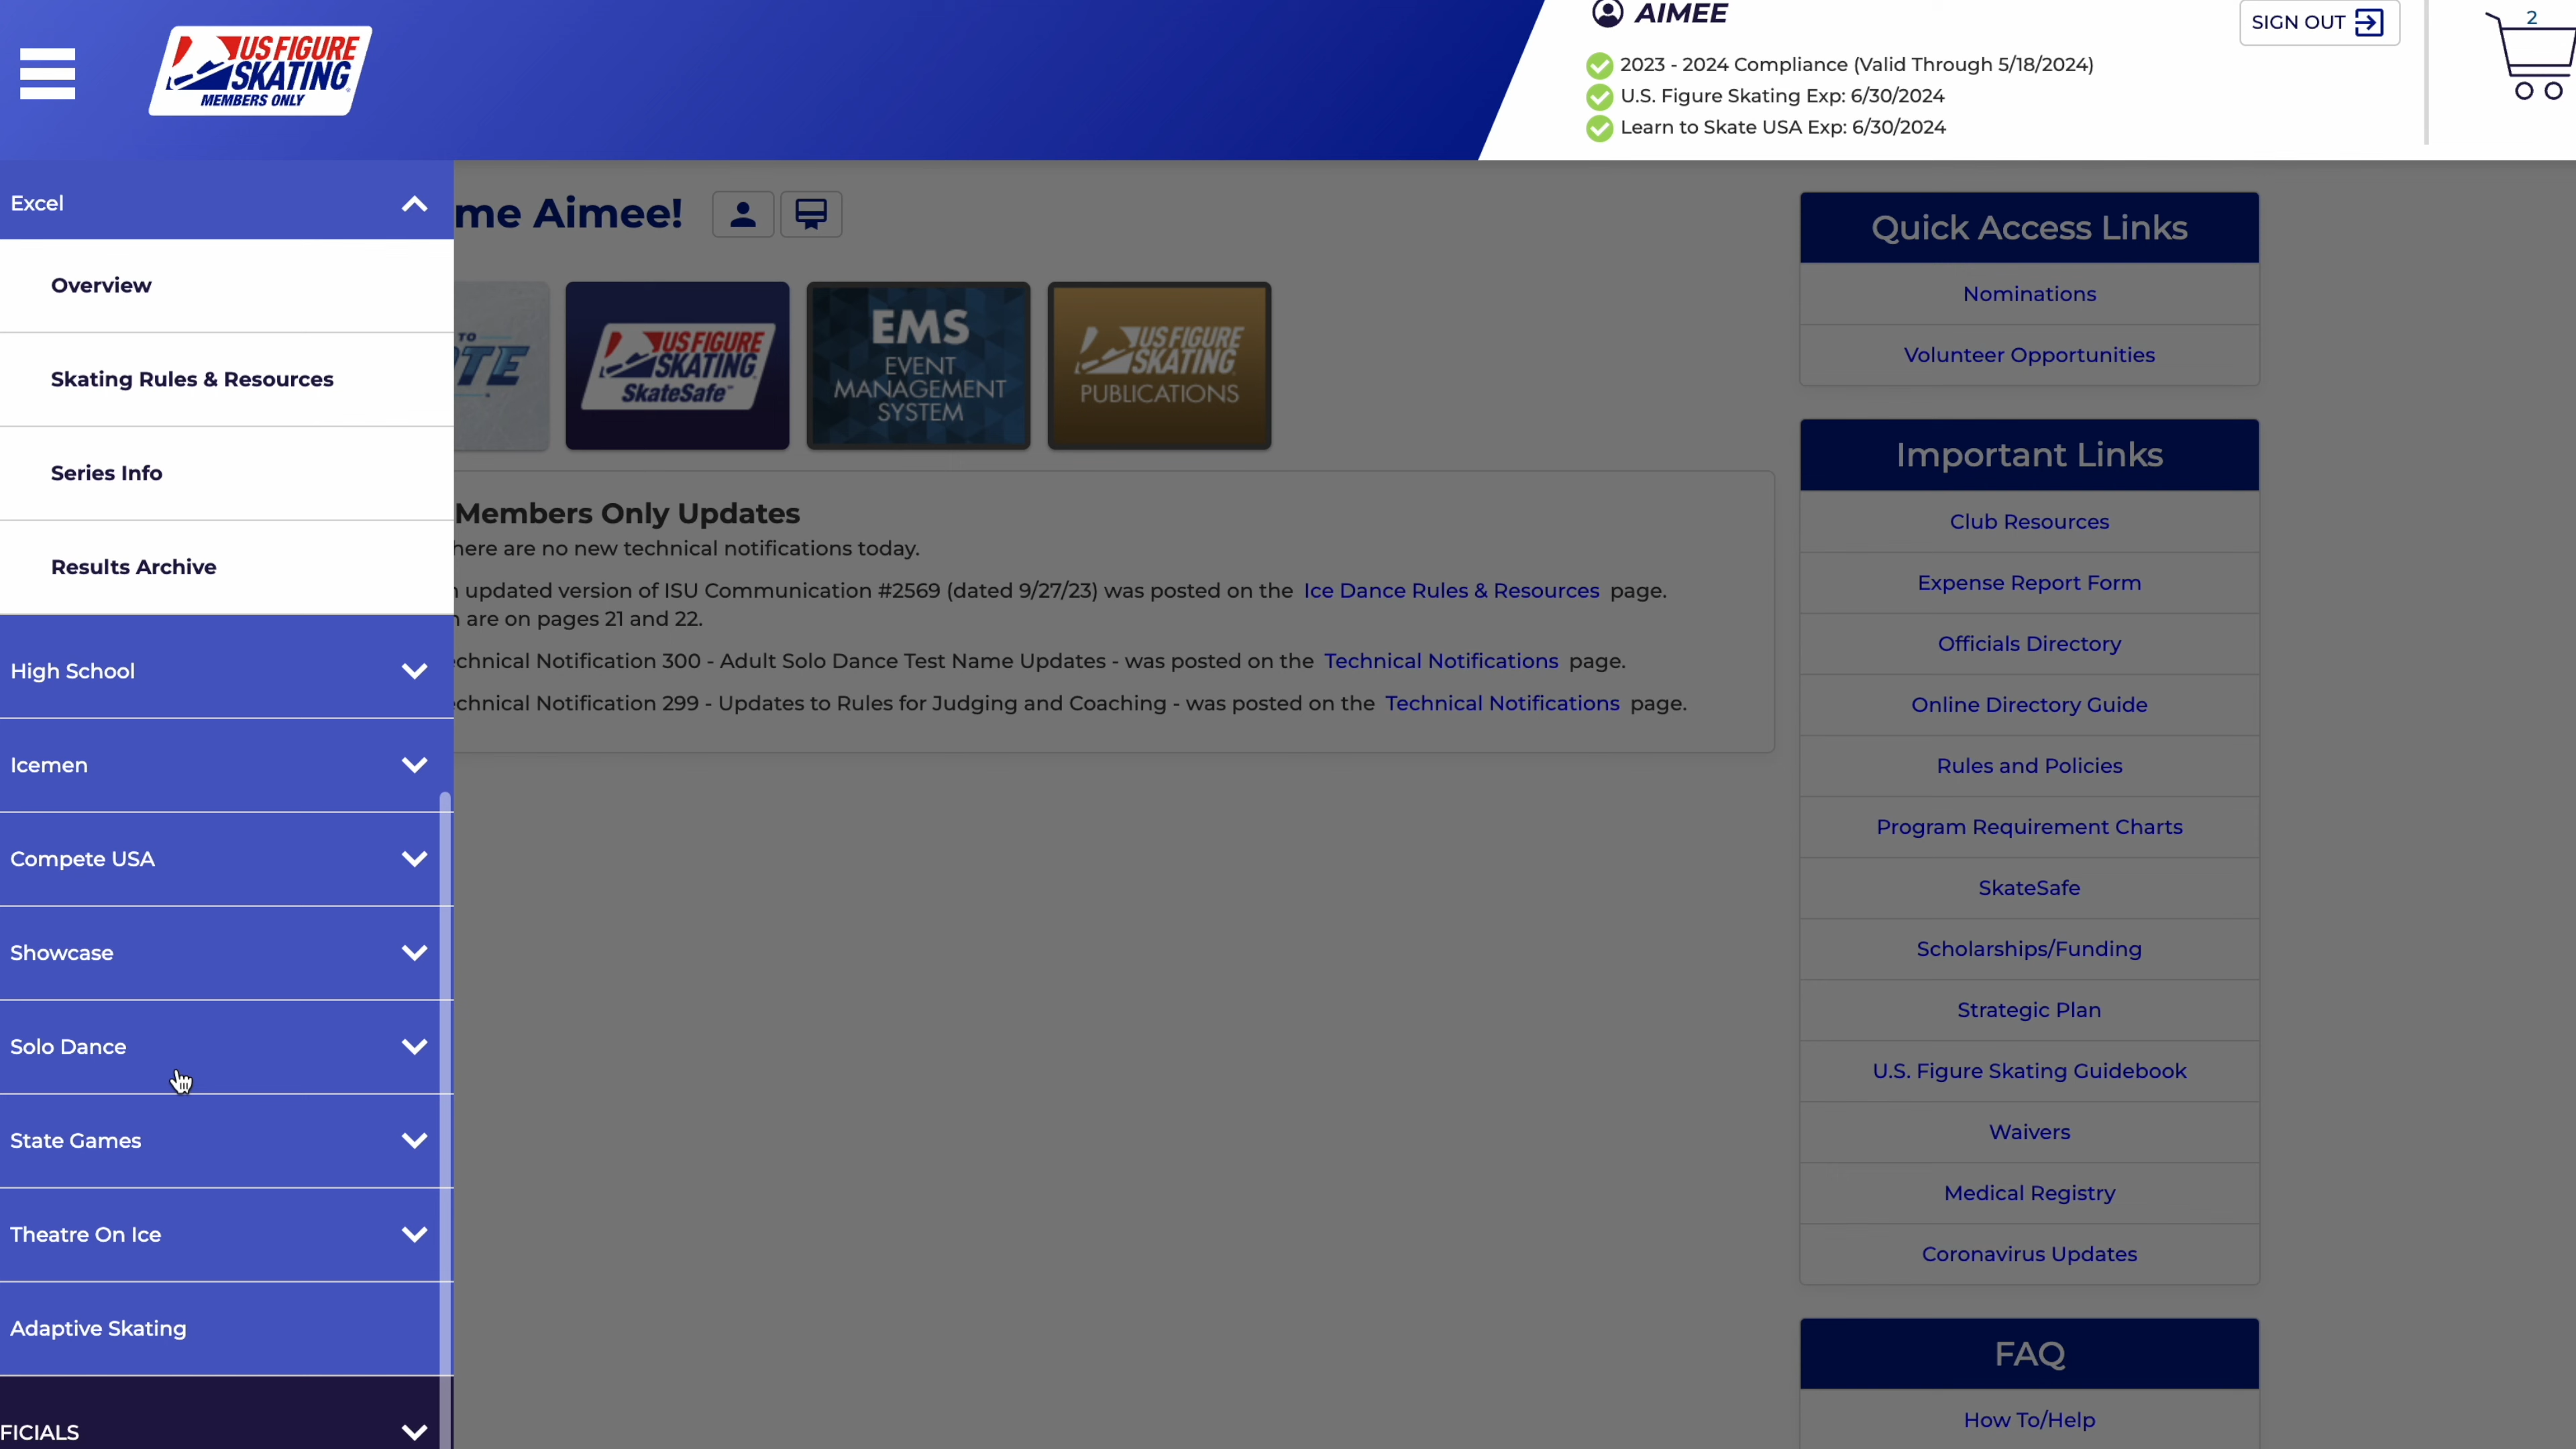 US FIGURE
SKATING
MEMBERS ONLY
AIMEE
2023 - 2024 Compliance (Valid Through 5/18/2024)
U.S. Figure Skating Exp: 6/30/2024
Learn to Skate USA Exp: 6/30/2024
SIGN OUT
2
Excel
Overview
Skating Rules & Resources
Series Info
Results Archive
High School
Icemen
Compete USA
Showcase
Solo Dance
State Games
Theatre On Ice
Adaptive Skating
FICIALS
me Aimee!
TO
TE
US FIGURE
SKATING
SkateSafe™
EMS
EVENT
MANAGEMENT
SYSTEM
US FIGURE
SKATING
PUBLICATIONS
Members Only Updates
here are no new technical notifications today.
n updated version of ISU Communication #2569 (dated 9/27/23) was posted on the Ice Dance Rules & Resources page.
n are on pages 21 and 22.
echnical Notification 300 - Adult Solo Dance Test Name Updates - was posted on the Technical Notifications page.
echnical Notification 299 - Updates to Rules for Judging and Coaching - was posted on the Technical Notifications page.
Quick Access Links
Nominations
Volunteer Opportunities
Important Links
Club Resources
Expense Report Form
Officials Directory
Online Directory Guide
Rules and Policies
Program Requirement Charts
SkateSafe
Scholarships/Funding
Strategic Plan
U.S. Figure Skating Guidebook
Waivers
Medical Registry
Coronavirus Updates
FAQ
How To/Help